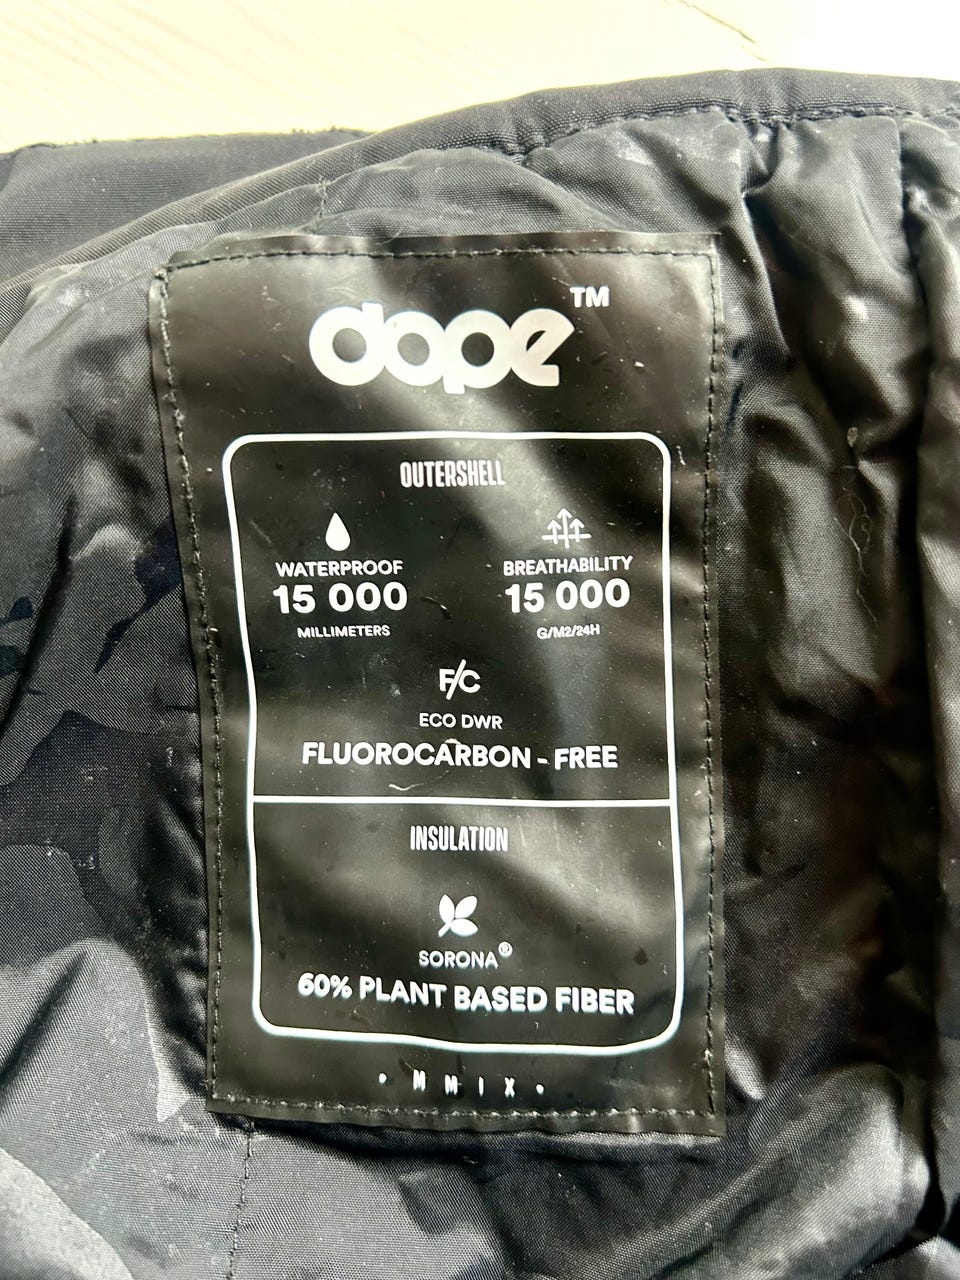 dope™
OUTERSHELL
WATERPROOF BREATHABILITY
15 000 15 000
MILLIMETERS G/M2/24H
F/C
ECO DWR
FLUOROCARBON - FREE
INSULATION
SORONA®
60% PLANT BASED FIBER
• M M I X •